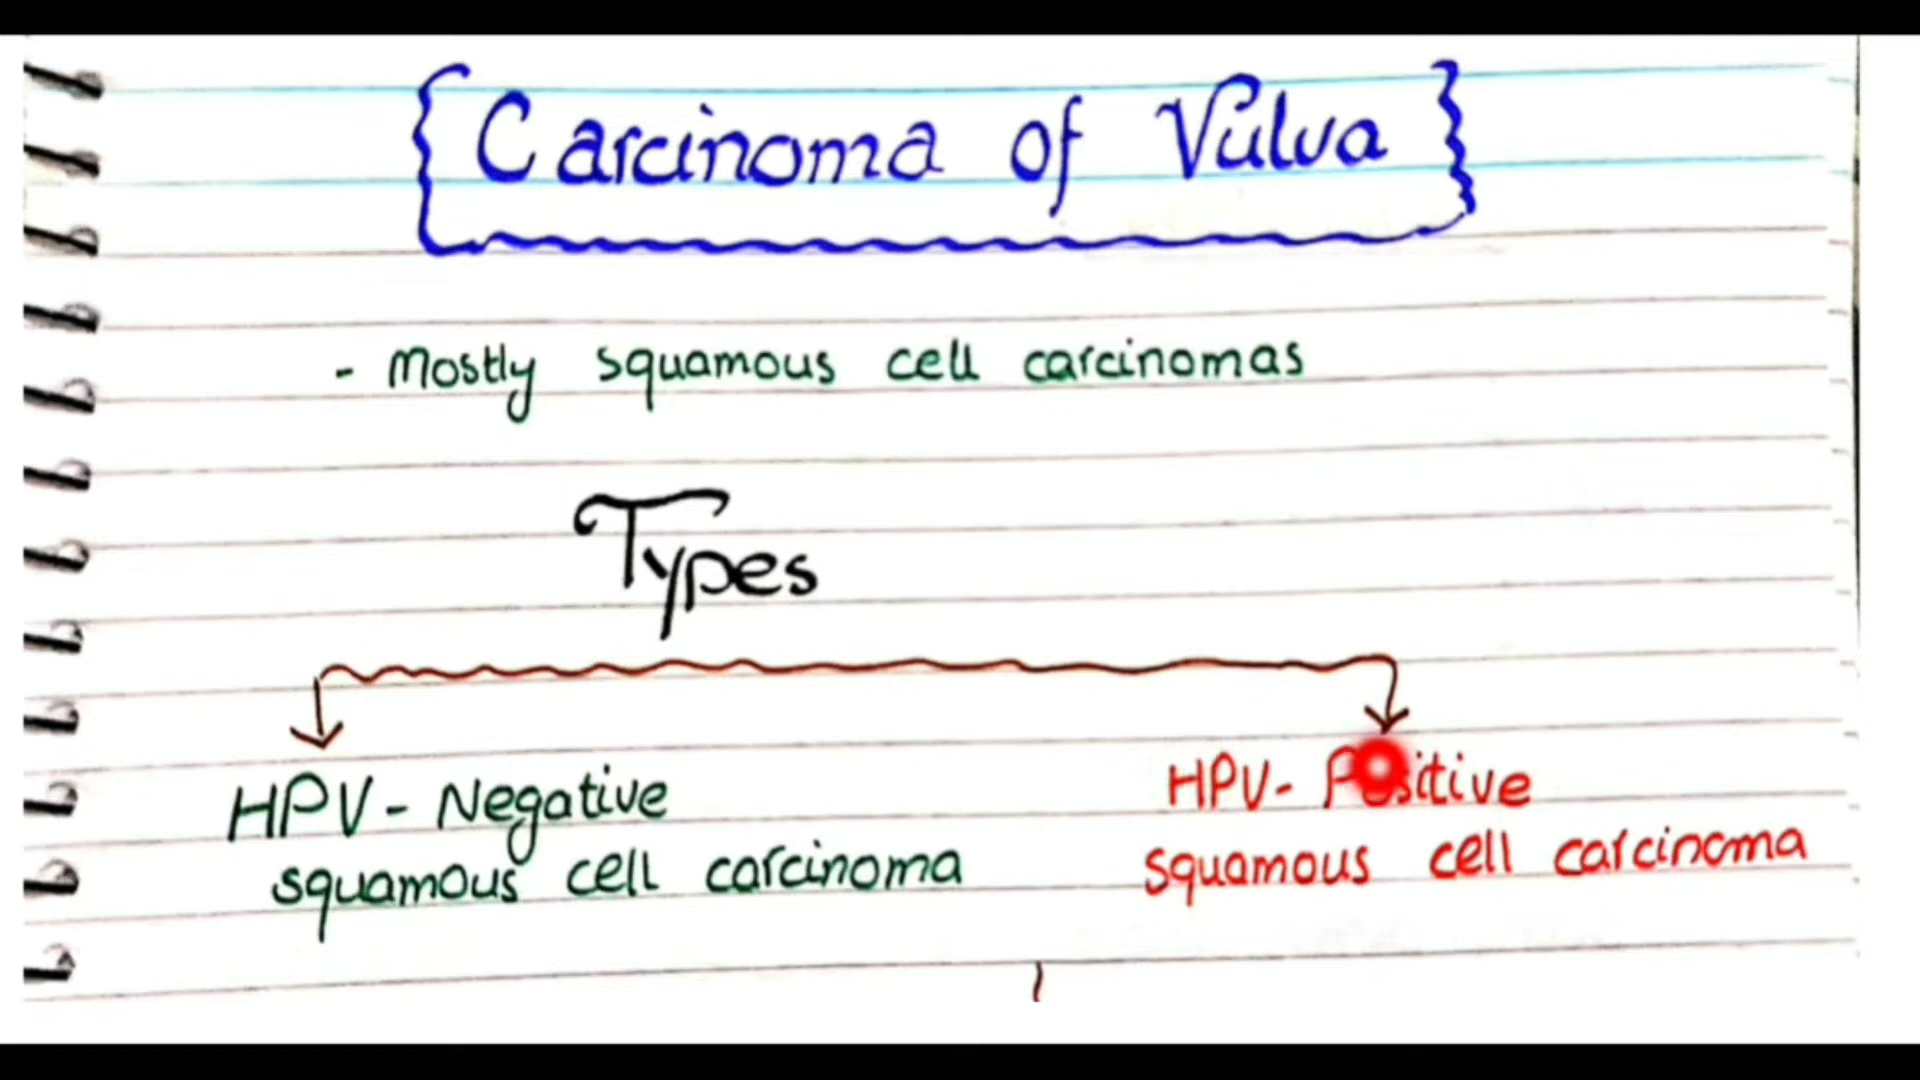 Carcinoma of Vulva
- Mostly squamous cell carcinomas
Types
HPV- Negative
squamous cell carcinoma
HPV- Positive
squamous cell carcinoma